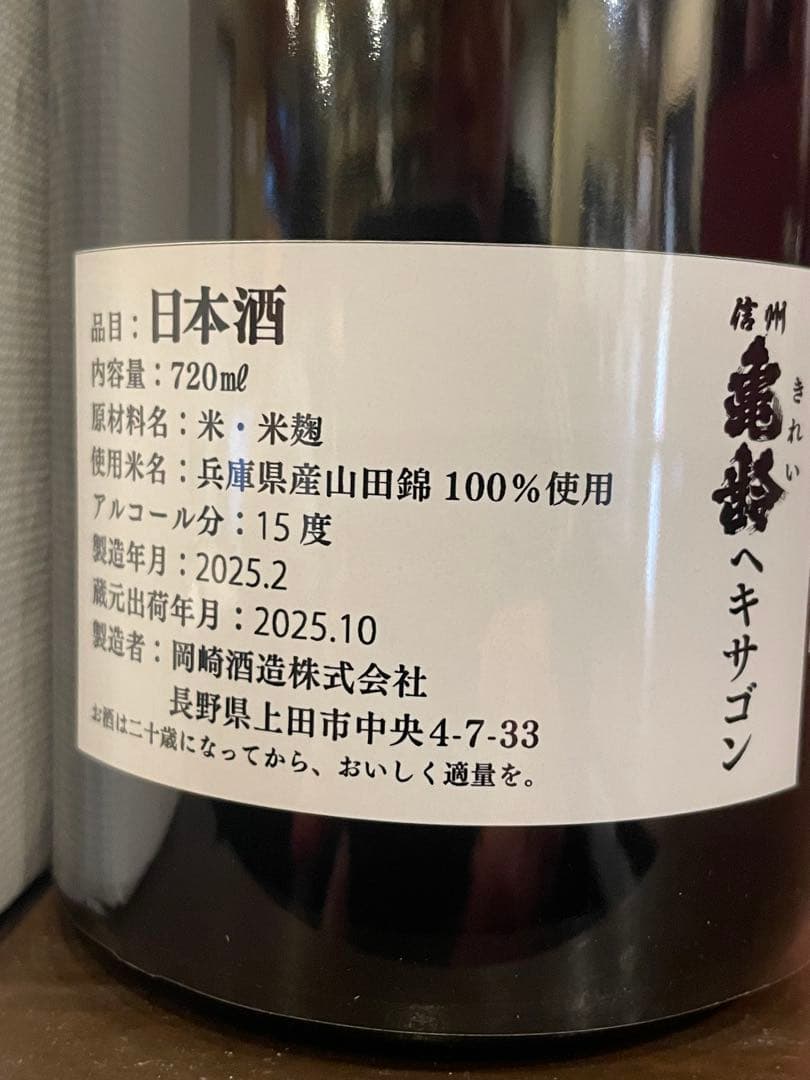 品目：日本酒
内容量：720㎖
原材料名：米・米麹
使用米名：兵庫県産山田錦 100％使用
アルコール分：15度
製造年月：2025.2
蔵元出荷年月：2025.10
製造者：岡崎酒造株式会社
長野県上田市中央4-7-33
お酒は二十歳になってから、おいしく適量を。
信州
亀齢
きれい
ヘキサゴン